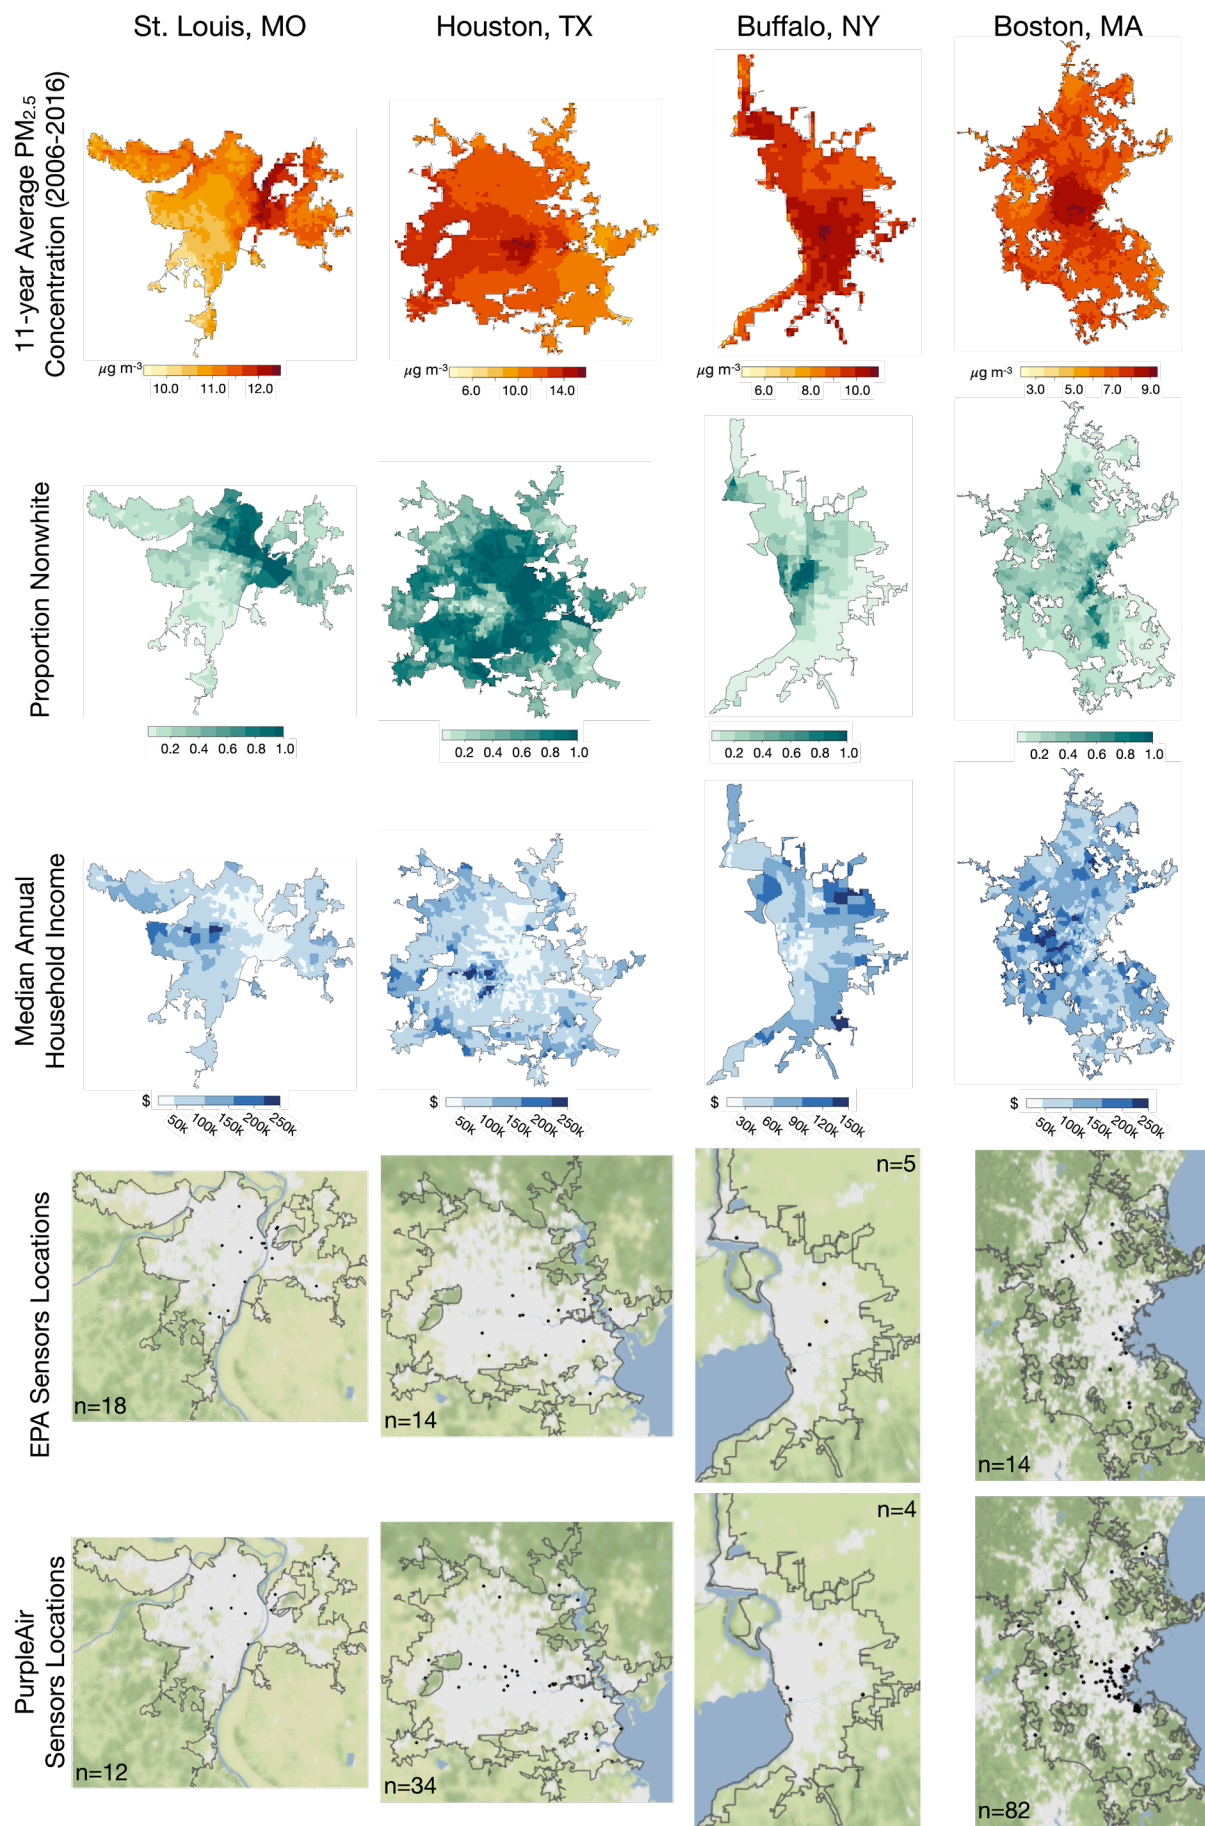 St. Louis, MO
Houston, TX
Buffalo, NY
Boston, MA
11-year Average PM2.5
Concentration (2006-2016)
μg m-3
10.0 11.0 12.0
μg m-3
6.0 10.0 14.0
μg m-3
6.0 8.0 10.0
μg m-3
3.0 5.0 7.0 9.0
Proportion Nonwhite
0.2 0.4 0.6 0.8 1.0
0.2 0.4 0.6 0.8 1.0
0.2 0.4 0.6 0.8 1.0
0.2 0.4 0.6 0.8 1.0
Median Annual
Household Income
$
50k 100k 150k 200k 250k
$
50k 100k 150k 200k 250k
$
30k 60k 90k 120k 150k
$
50k 100k 150k 200k 250k
EPA Sensors Locations
n=18
n=14
n=5
n=14
PurpleAir
Sensors Locations
n=12
n=34
n=4
n=82